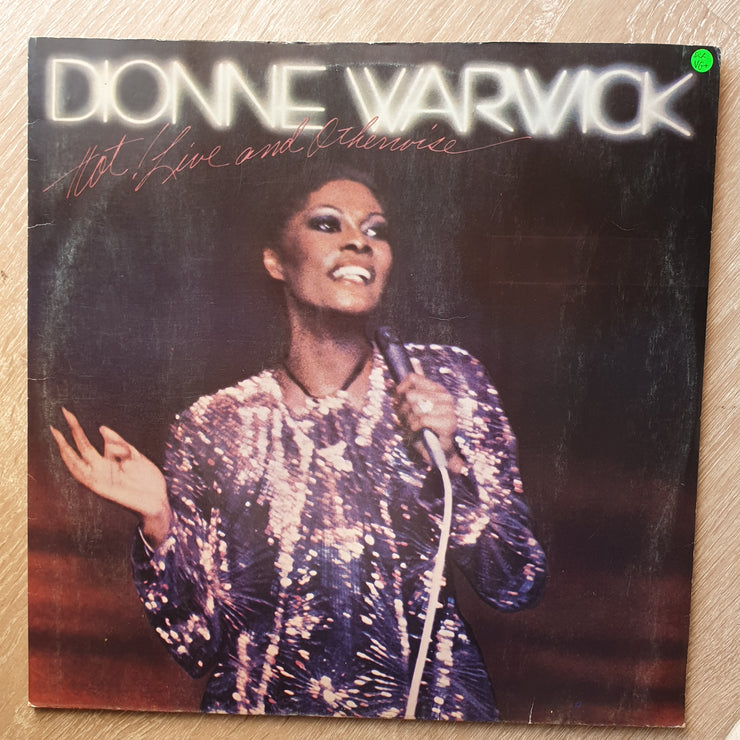 DIONNE WARWICK
Hot! Live and Otherwise